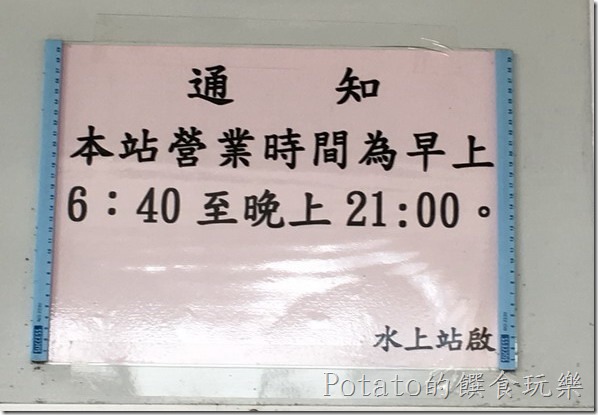 通 知
本站營業時間為早上
6：40 至晚上 21:00。
水上站啟
Potato的饌食玩樂